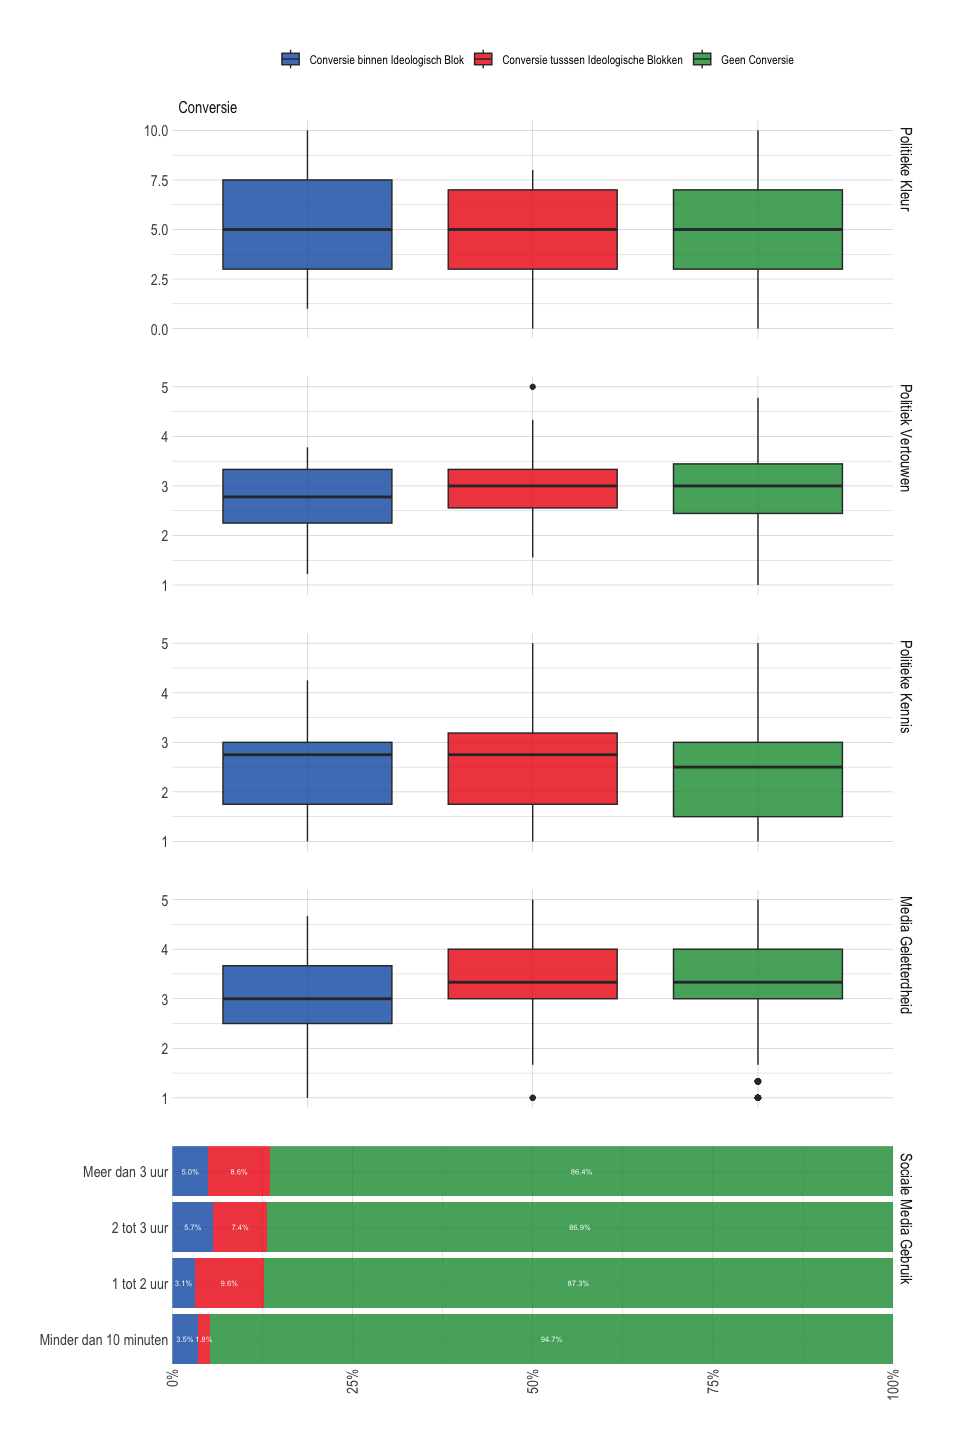 Conversie binnen Ideologisch Blok Conversie tusssen Ideologische Blokken Geen Conversie
Conversie
10.0
7.5
5.0
2.5
0.0
Politieke Kleur
5
4
3
2
1
Politiek Vertouwen
5
4
3
2
1
Politieke Kennis
5
4
3
2
1
Media Geletterdheid
Meer dan 3 uur 5.0% 8.6% 86.4%
2 tot 3 uur 5.7% 7.4% 86.9%
1 tot 2 uur 3.1% 9.6% 87.3%
Minder dan 10 minuten 3.5% 1.8% 94.7%
Sociale Media Gebruik
0% 25% 50% 75% 100%